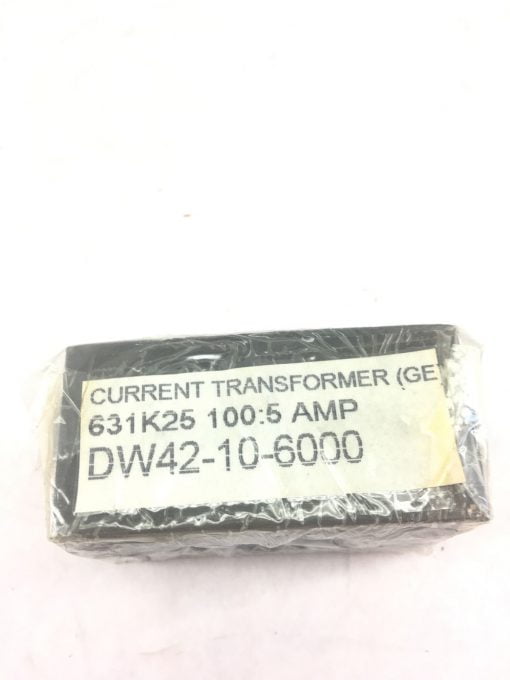 CURRENT TRANSFORMER (GE)
631K25 100:5 AMP
DW42-10-6000